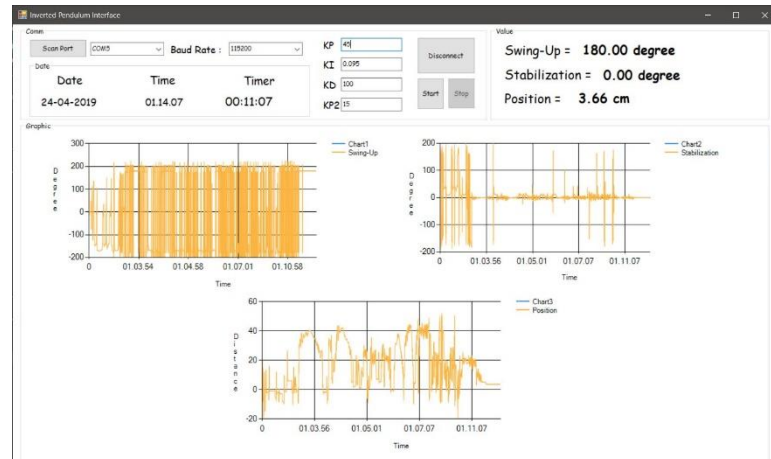 Inverted Pendulum Interface
Comm
Scan Port COM5 Baud Rate : 115200
Date
Date Time Timer
24-04-2019 01.14.07 00:11:07
KP 45
KI 0.095
KD 100
KP2 15
Disconnect
Start Stop
Value
Swing-Up = 180.00 degree
Stabilization = 0.00 degree
Position = 3.66 cm
Graphic
Degree
300
200
100
0
-100
-200
0 01.03.54 01.04.58 01.07.01 01.10.58
Time
Chart1
Swing-Up
Degree
200
100
0
-100
-200
0 01.03.56 01.05.01 01.07.07 01.11.07
Time
Chart2
Stabilization
Distance
60
40
20
0
-20
0 01.03.56 01.05.01 01.07.07 01.11.07
Time
Chart3
Position